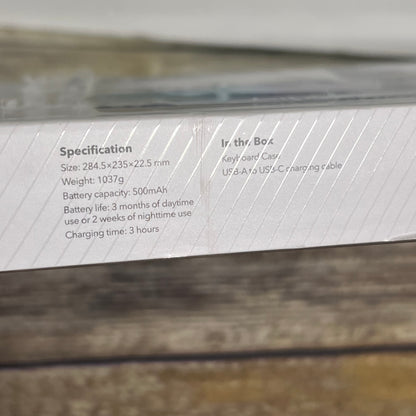 Specification
Size: 284.5×235×22.5 mm
Weight: 1037g
Battery capacity: 500mAh
Battery life: 3 months of daytime
use or 2 weeks of nighttime use
Charging time: 3 hours
In the Box
Keyboard Case
USB-A to USB-C charging cable